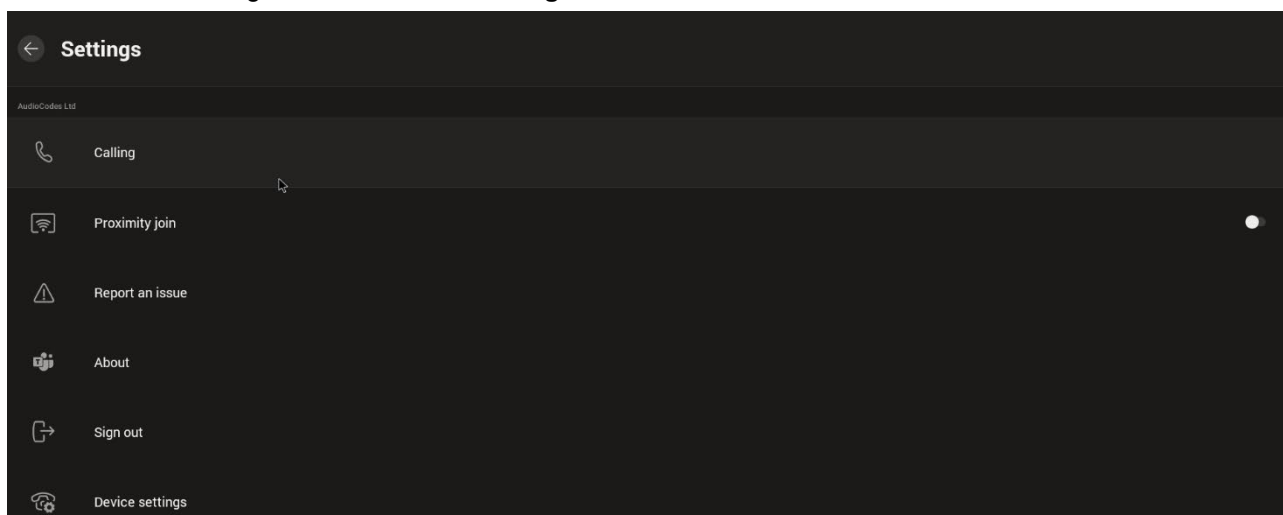 Settings
AudioCodes Ltd
Calling
Proximity join
Report an issue
About
Sign out
Device settings